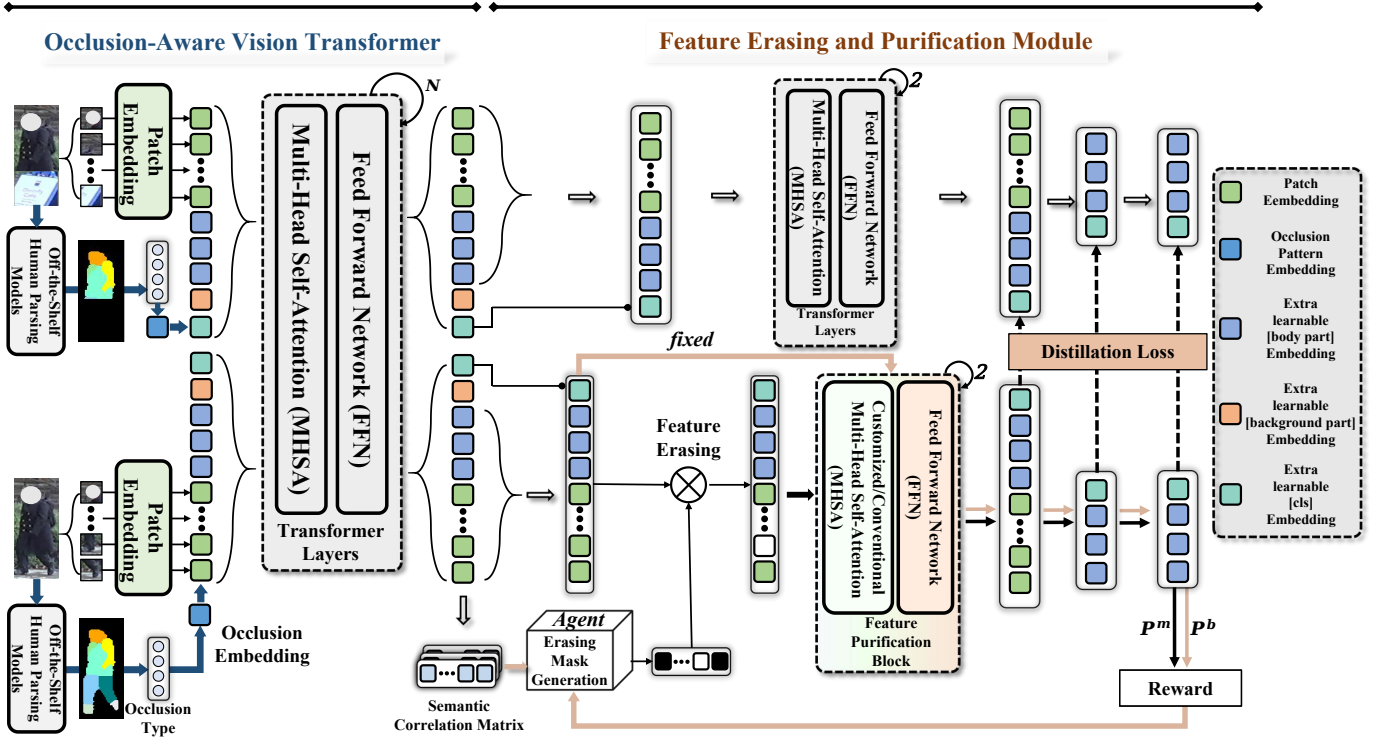 Occlusion-Aware Vision Transformer
Feature Erasing and Purification Module
Patch
Embedding
Off-the-Shelf
Human Parsing
Models
N
Multi-Head Self-Attention (MHSA)
Feed Forward Network (FFN)
Transformer
Layers
2
Multi-Head Self-Attention
(MHSA)
Feed Forward Network
(FFN)
Transformer
Layers
Patch
Embedding
Occlusion
Pattern
Embedding
Extra
learnable
[body part]
Embedding
Extra
learnable
[background part]
Embedding
Extra
learnable
[cls]
Embedding
Distillation Loss
fixed
2
Feature
Erasing
Customized/Conventional
Multi-Head Self-Attention
(MHSA)
Feed Forward Network
(FFN)
Feature
Purification
Block
Patch
Embedding
Off-the-Shelf
Human Parsing
Models
Occlusion
Embedding
Occlusion
Type
Semantic
Correlation Matrix
Agent
Erasing
Mask
Generation
P^m
P^b
Reward